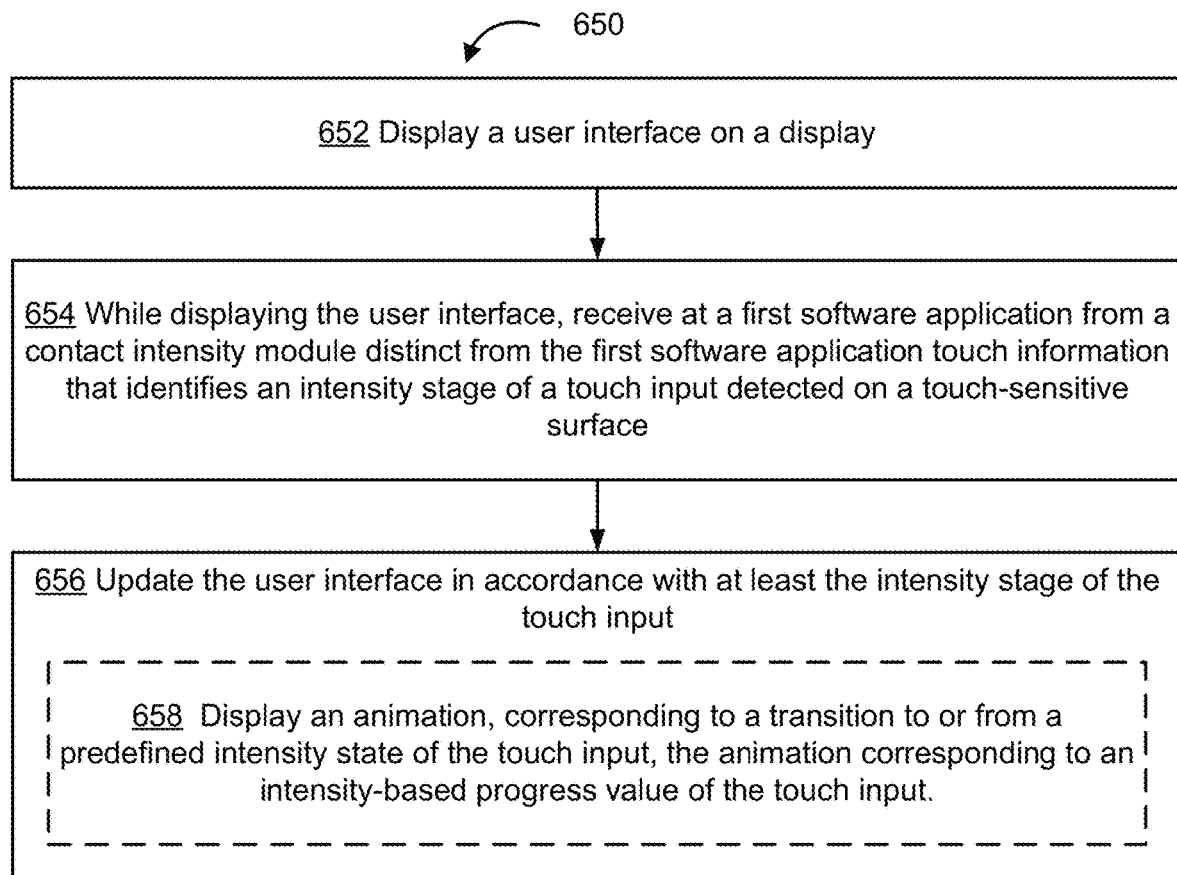 650
652 Display a user interface on a display
654 While displaying the user interface, receive at a first software application from a
contact intensity module distinct from the first software application touch information
that identifies an intensity stage of a touch input detected on a touch-sensitive
surface
656 Update the user interface in accordance with at least the intensity stage of the
touch input
658 Display an animation, corresponding to a transition to or from a
predefined intensity state of the touch input, the animation corresponding to an
intensity-based progress value of the touch input.